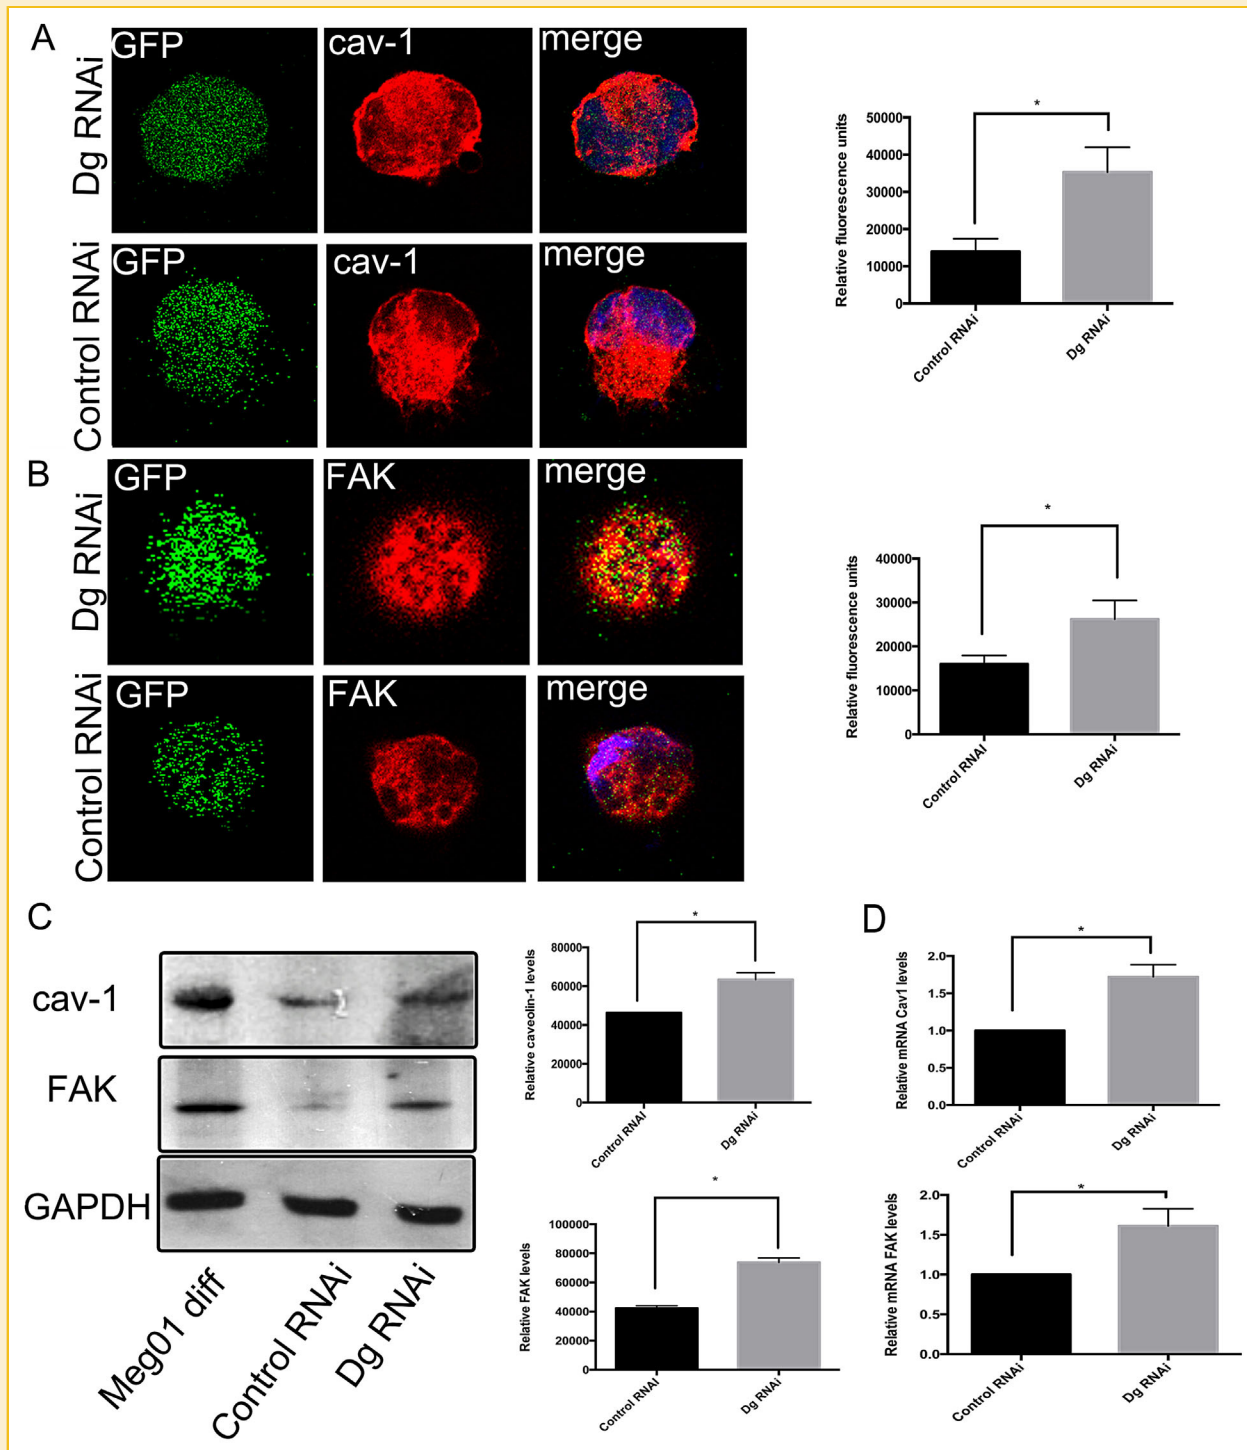 A
Dg RNAi
GFP
cav-1
merge
Control RNAi
GFP
cav-1
merge
Relative fluorescence units
50000
40000
30000
20000
10000
0
*
Control RNAi
Dg RNAi
B
Dg RNAi
GFP
FAK
merge
Control RNAi
GFP
FAK
merge
Relative fluorescence units
40000
30000
20000
10000
0
*
Control RNAi
Dg RNAi
C
cav-1
FAK
GAPDH
Meg01 diff
Control RNAi
Dg RNAi
Relative caveolin-1 levels
80000
60000
40000
20000
0
*
Control RNAi
Dg RNAi
Relative FAK levels
100000
80000
60000
40000
20000
0
*
Control RNAi
Dg RNAi
D
Relative mRNA Cav1 levels
2.0
1.5
1.0
0.5
0.0
*
Control RNAi
Dg RNAi
Relative mRNA FAK levels
2.0
1.5
1.0
0.5
0.0
*
Control RNAi
Dg RNAi